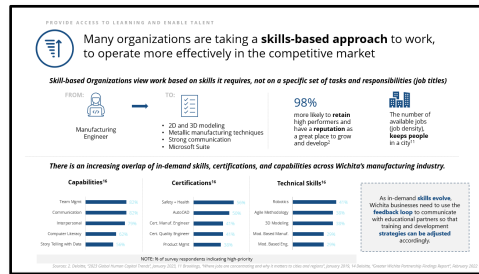 PROVIDE ACCESS TO LEARNING AND ENABLE TALENT
Many organizations are taking a skills-based approach to work,
to operate more effectively in the competitive market
Skill-based Organizations view work based on skills it requires, not on a specific set of tasks and responsibilities (job titles)
FROM:
TO:
Manufacturing
Engineer
• 2D and 3D modeling
• Metallic manufacturing techniques
• Strong communication
• Microsoft Suite
98%
more likely to retain
high performers and
have a reputation as
a great place to grow
and develop²
The number of
available jobs
(job density),
keeps people
in a city¹¹
There is an increasing overlap of in-demand skills, certifications, and capabilities across Wichita's manufacturing industry.
Capabilities¹⁶
Team Mgmt.
Communication
Interpersonal
Computer Literacy
Story Telling with Data
Certifications¹⁶
Safety + Health
AutoCAD
Cert. Manuf. Engineer
Cert. Quality Engineer
Product Mgmt
Technical Skills¹⁶
Robotics
Agile Methodology
3D Modeling
Mod. Based Manuf.
Mod. Based Eng.
As in-demand skills evolve,
Wichita businesses need to use the
feedback loop to communicate
with educational partners so that
training and development
strategies can be adjusted
accordingly.
NOTE: N% of survey respondents indicating high-priority